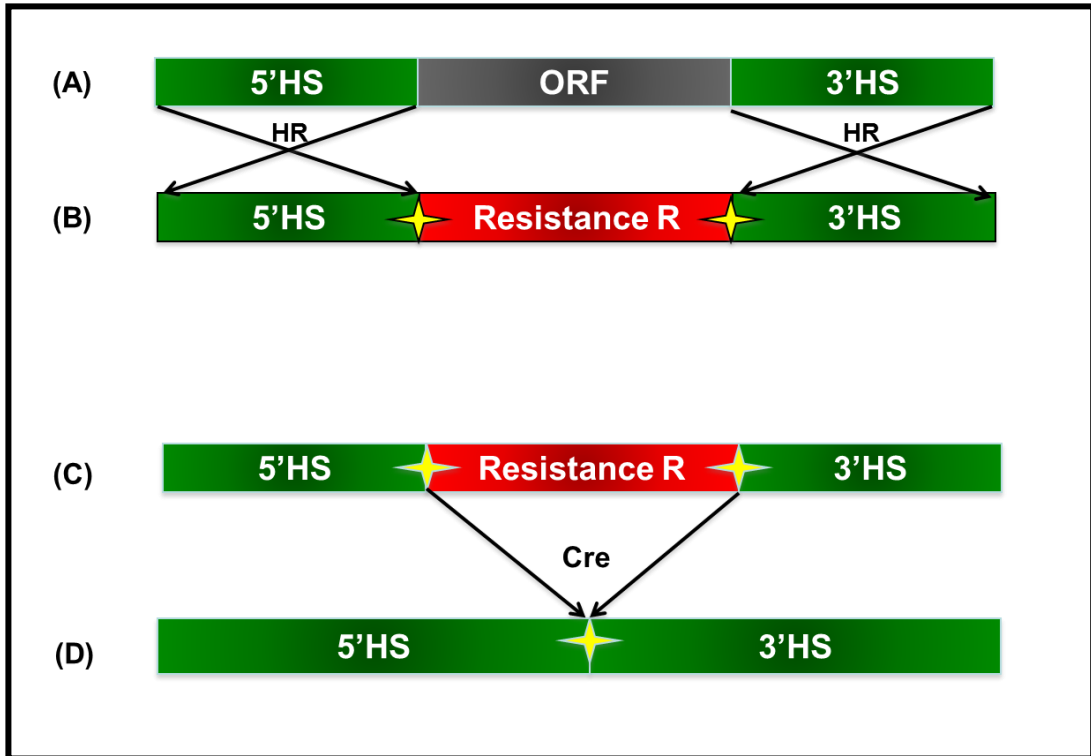 (A) 5’HS ORF 3’HS
HR HR
(B) 5’HS Resistance R 3’HS
(C) 5’HS Resistance R 3’HS
Cre
(D) 5’HS 3’HS